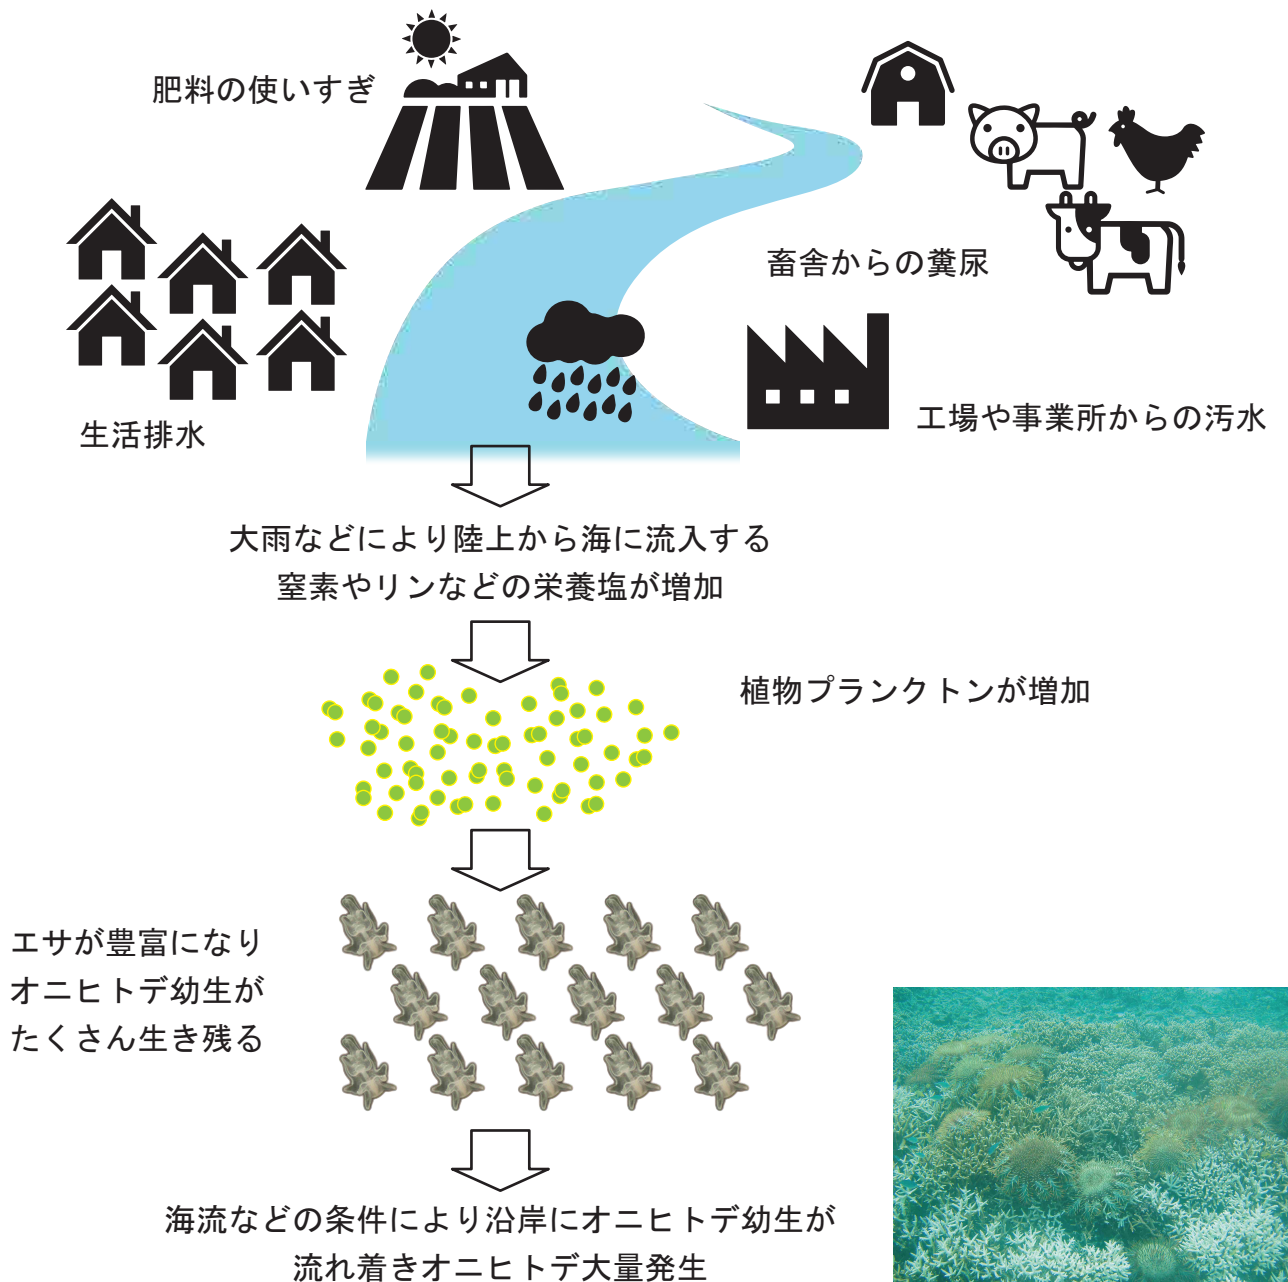 肥料の使いすぎ
畜舎からの糞尿
生活排水
工場や事業所からの汚水
大雨などにより陸上から海に流入する
窒素やリンなどの栄養塩が増加
植物プランクトンが増加
エサが豊富になり
オニヒトデ幼生が
たくさん生き残る
海流などの条件により沿岸にオニヒトデ幼生が
流れ着きオニヒトデ大量発生